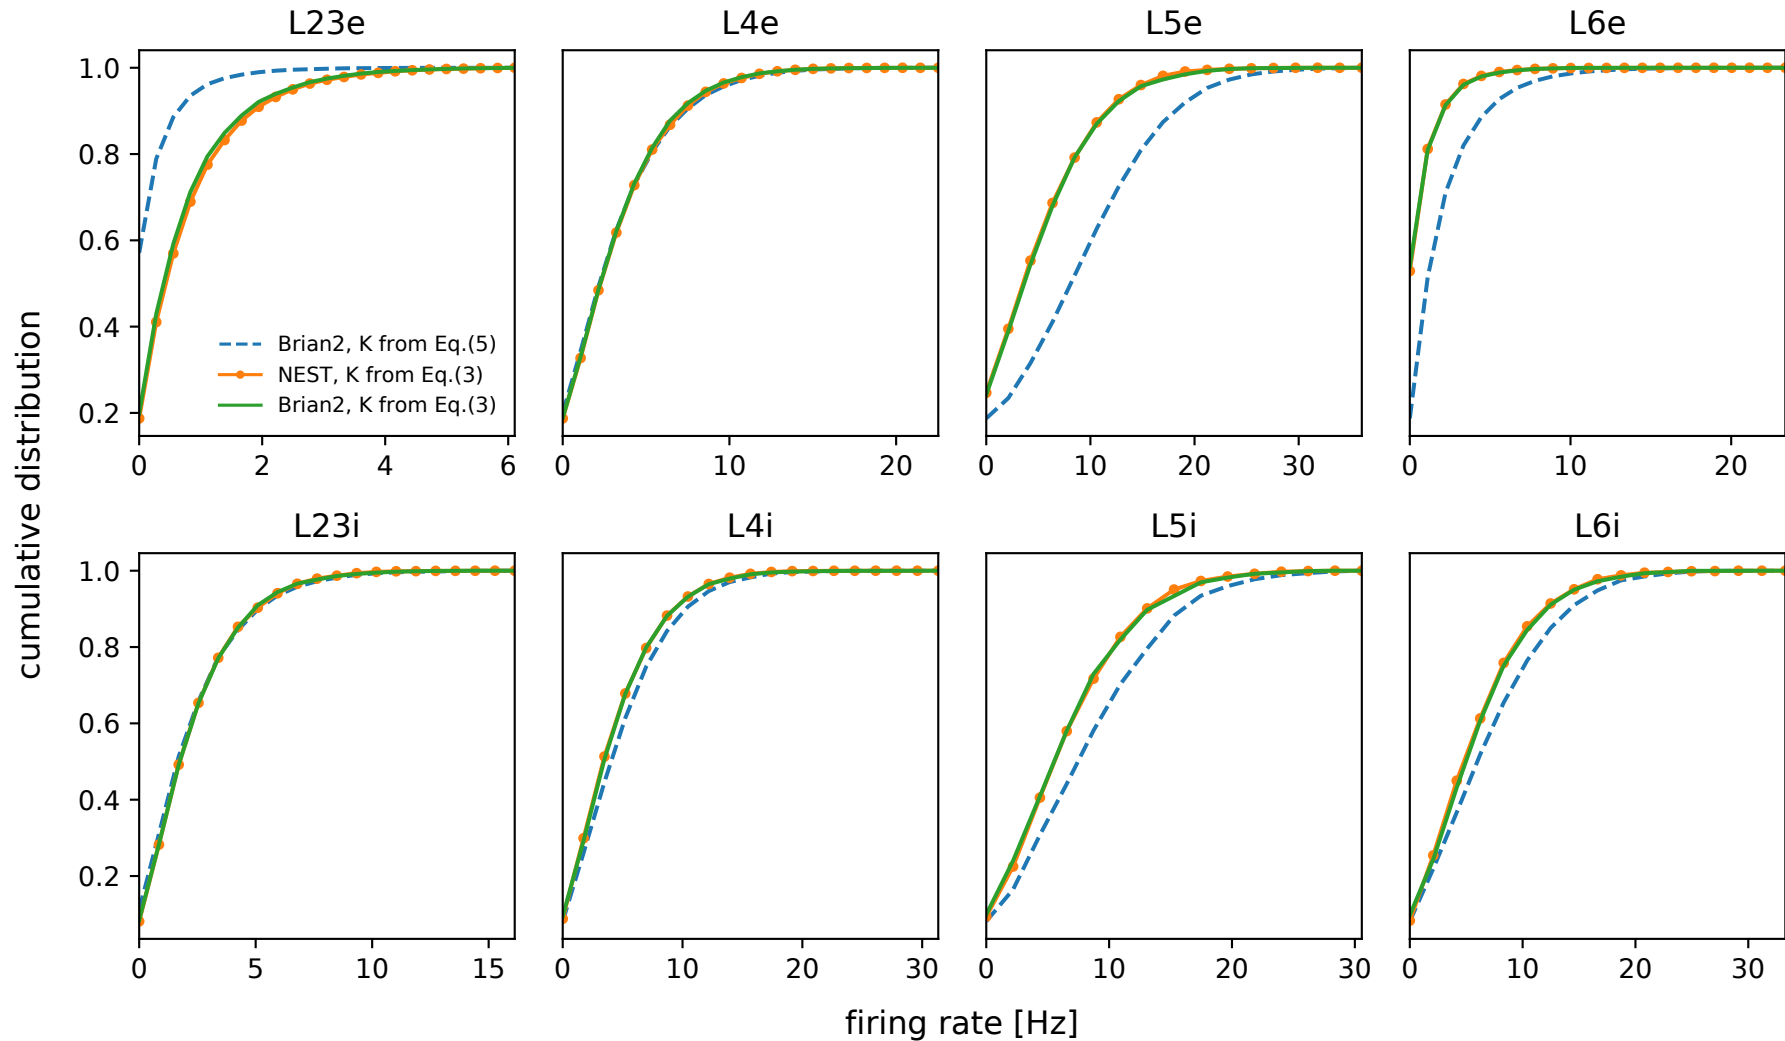 L23e L4e L5e L6e
1.0
0.8
0.6
0.4
0.2
Brian2, K from Eq.(5)
NEST, K from Eq.(3)
Brian2, K from Eq.(3)
0 2 4 6 0 10 20 0 10 20 30 0 10 20
cumulative distribution
L23i L4i L5i L6i
1.0
0.8
0.6
0.4
0.2
0 5 10 15 0 10 20 30 0 10 20 30 0 10 20 30
firing rate [Hz]